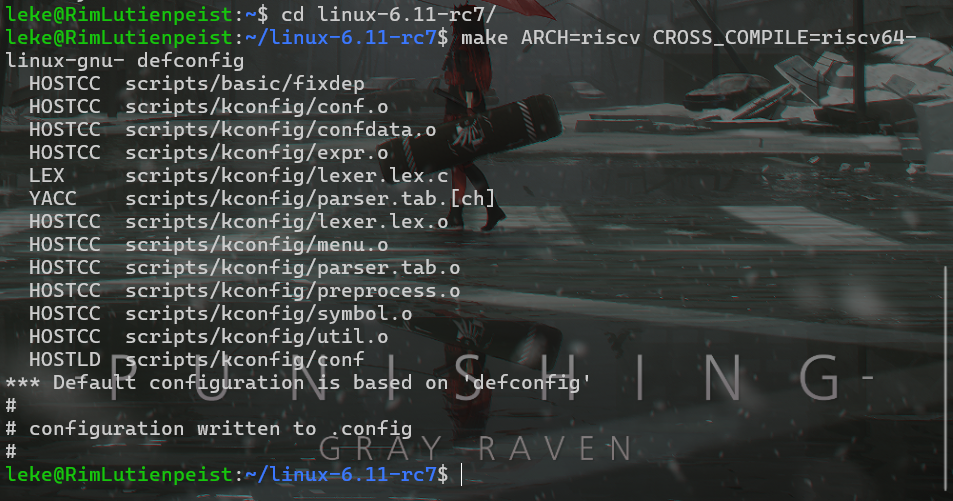 leke@RimLutienpeist:~$ cd linux-6.11-rc7/
leke@RimLutienpeist:~/linux-6.11-rc7$ make ARCH=riscv CROSS_COMPILE=riscv64-
linux-gnu- defconfig
  HOSTCC  scripts/basic/fixdep
  HOSTCC  scripts/kconfig/conf.o
  HOSTCC  scripts/kconfig/confdata.o
  HOSTCC  scripts/kconfig/expr.o
  LEX     scripts/kconfig/lexer.lex.c
  YACC    scripts/kconfig/parser.tab.[ch]
  HOSTCC  scripts/kconfig/lexer.lex.o
  HOSTCC  scripts/kconfig/menu.o
  HOSTCC  scripts/kconfig/parser.tab.o
  HOSTCC  scripts/kconfig/preprocess.o
  HOSTCC  scripts/kconfig/symbol.o
  HOSTCC  scripts/kconfig/util.o
  HOSTLD  scripts/kconfig/conf
-PUNISHING-
*** Default configuration is based on 'defconfig'
#
# configuration written to .config
GRAY RAVEN
#
leke@RimLutienpeist:~/linux-6.11-rc7$